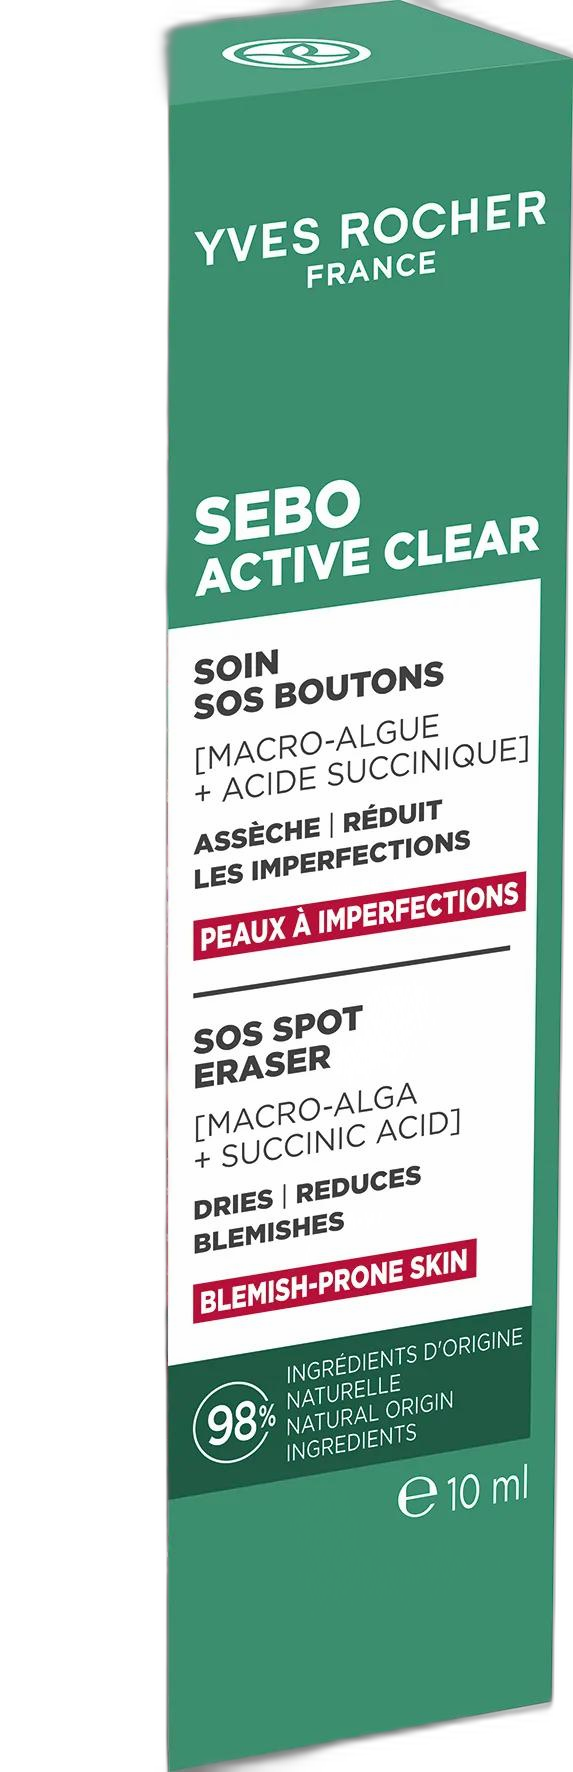 YVES ROCHER
FRANCE
SEBO
ACTIVE CLEAR
SOIN
SOS BOUTONS
[MACRO-ALGUE
+ ACIDE SUCCINIQUE]
ASSÈCHE | RÉDUIT
LES IMPERFECTIONS
PEAUX À IMPERFECTIONS
SOS SPOT
ERASER
[MACRO-ALGA
+ SUCCINIC ACID]
DRIES | REDUCES
BLEMISHES
BLEMISH-PRONE SKIN
98%
INGRÉDIENTS D'ORIGINE
NATURELLE
NATURAL ORIGIN
INGREDIENTS
℮ 10 ml